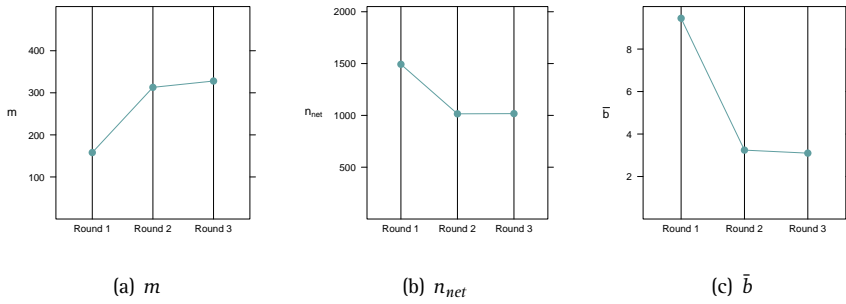 400
300
200
100
m
Round 1 Round 2 Round 3
(a) m
2000
1500
1000
500
n_net
Round 1 Round 2 Round 3
(b) n_net
8
6
4
2
b̄
Round 1 Round 2 Round 3
(c) b̄